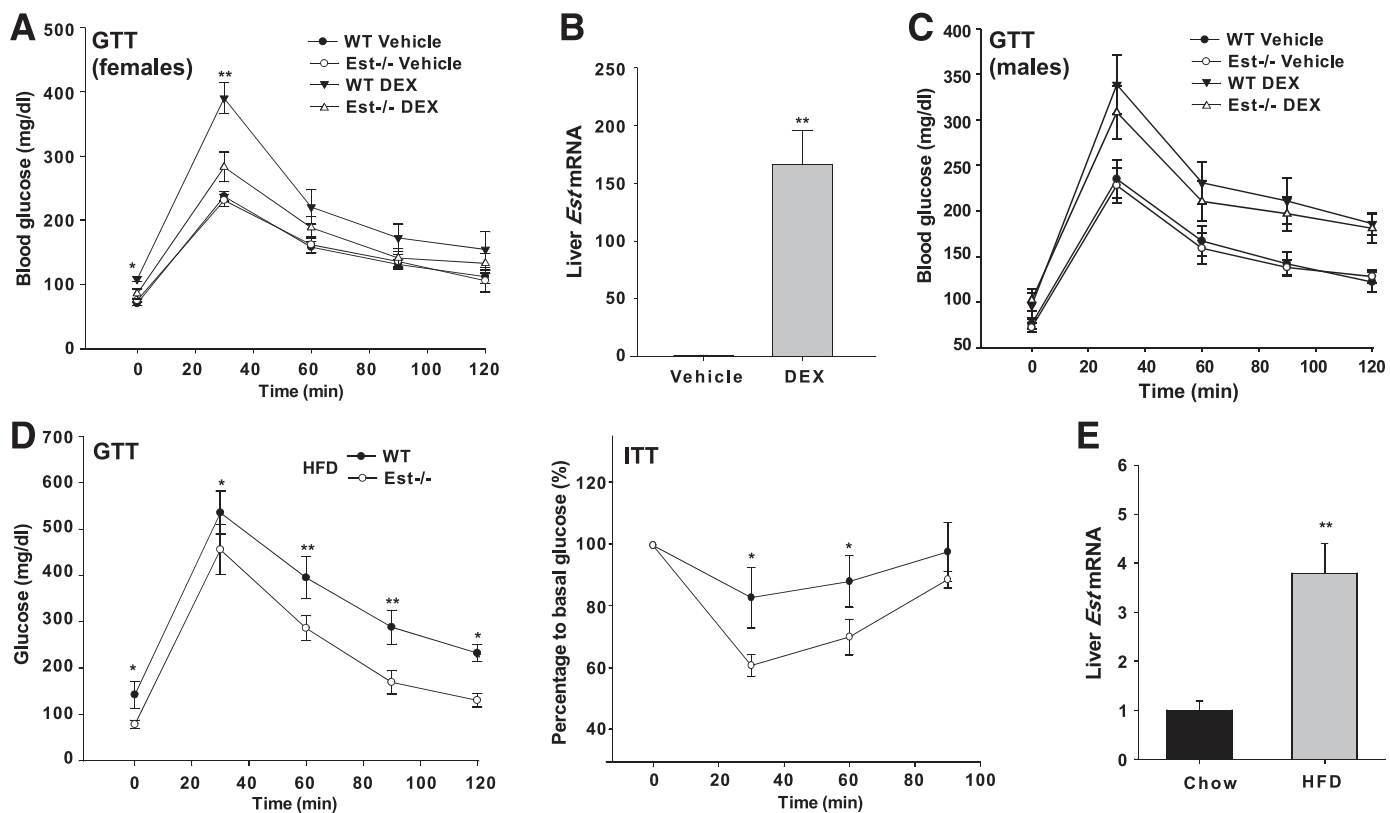 A
GTT
(females)
WT Vehicle
Est-/- Vehicle
WT DEX
Est-/- DEX
Blood glucose (mg/dl)
500
400
300
200
100
0
*
**
0 20 40 60 80 100 120
Time (min)
B
Liver Est mRNA
250
200
150
100
50
0
**
Vehicle DEX
C
GTT
(males)
WT Vehicle
Est-/- Vehicle
WT DEX
Est-/- DEX
Blood glucose (mg/dl)
400
350
300
250
200
150
100
50
0 20 40 60 80 100 120
Time (min)
D
GTT
HFD
WT
Est-/-
Glucose (mg/dl)
700
600
500
400
300
200
100
0
*
*
**
**
*
0 20 40 60 80 100 120
Time (min)
ITT
Percentage to basal glucose (%)
120
100
80
60
40
*
*
0 20 40 60 80 100
Time (min)
E
Liver Est mRNA
6
5
4
3
2
1
0
**
Chow HFD